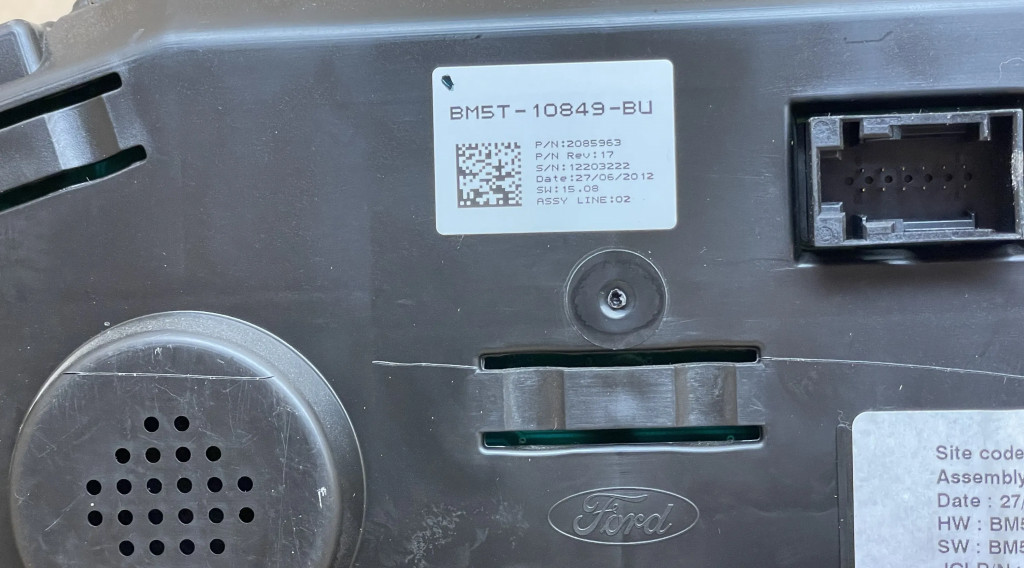 BM5T-10849-BU
P/N:2085963
P/N Rev:17
S/N:12203222
Date:27/06/2012
SW:15.08
ASSY LINE:02
Ford
Site code
Assembly
Date : 27/
HW : BM5
SW : BM5